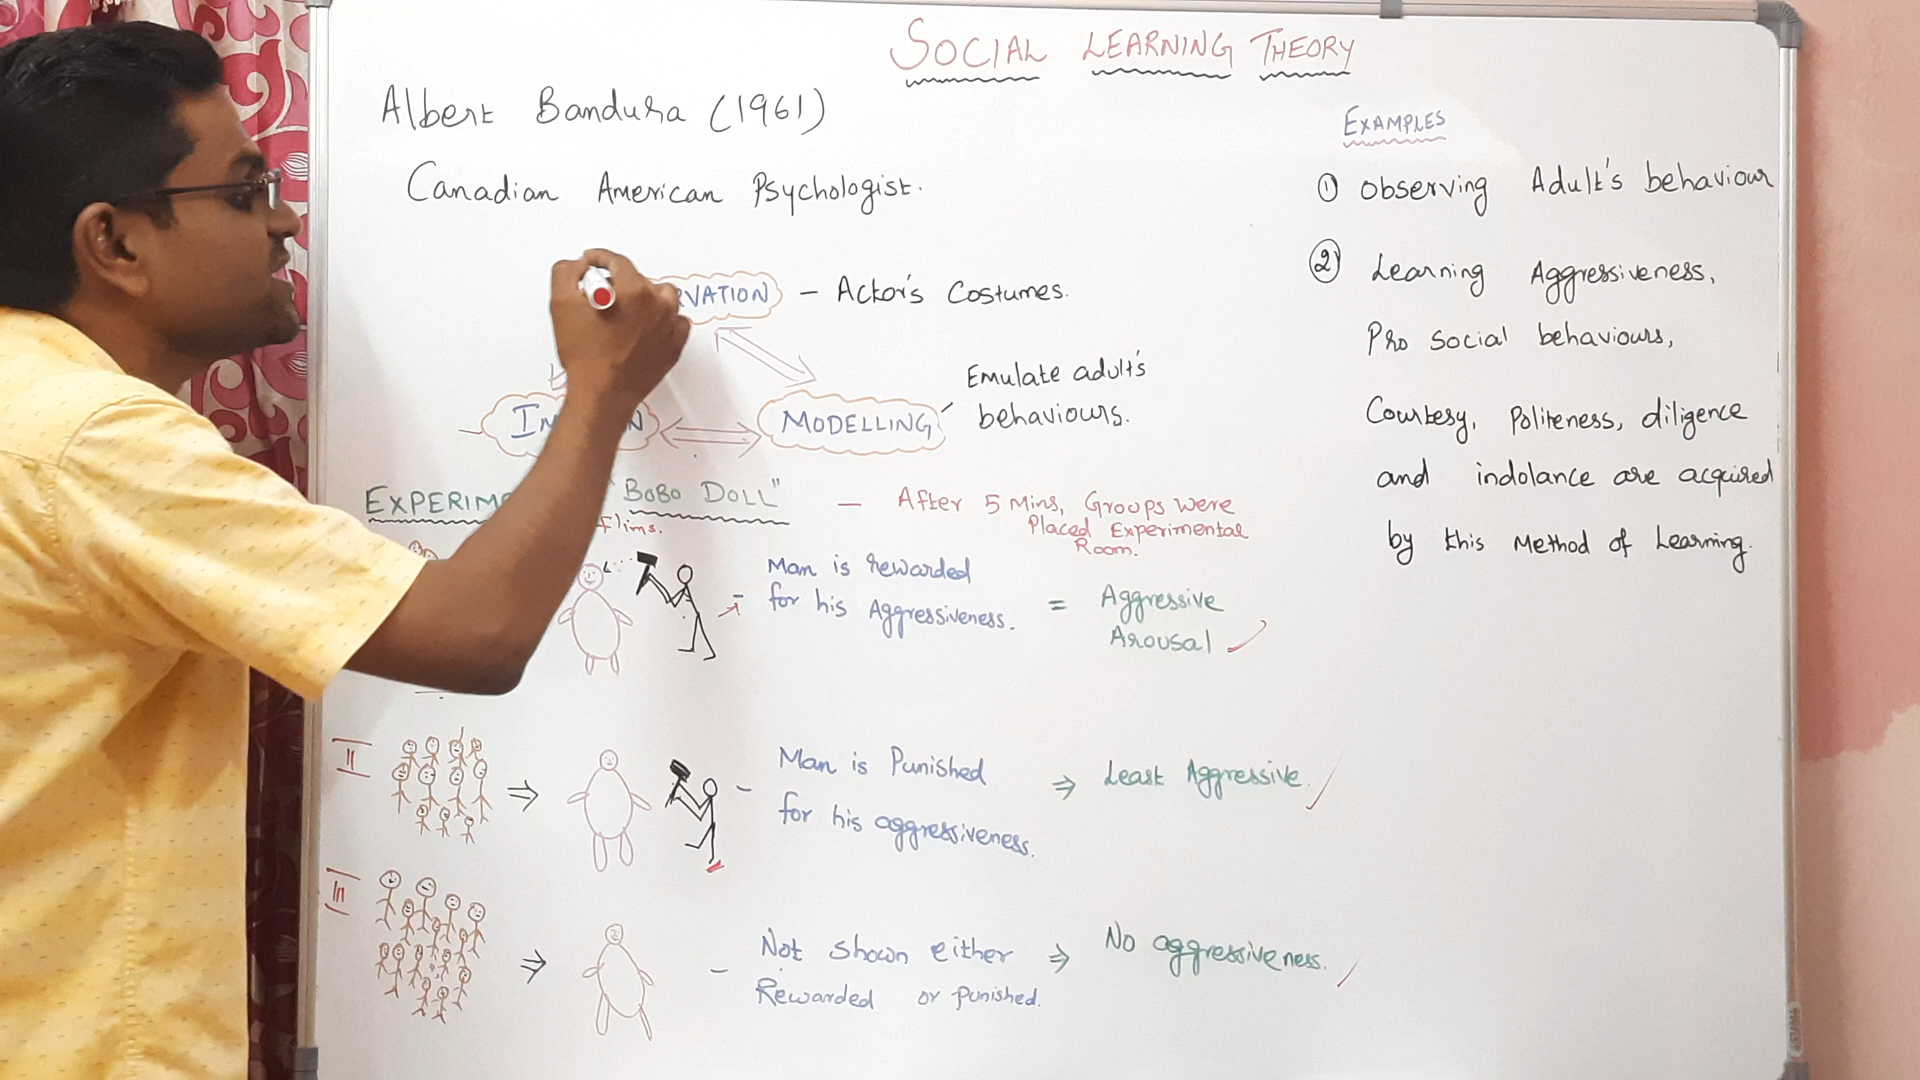 SOCIAL LEARNING THEORY
Albert Bandura (1961)
Canadian American Psychologist.
RVATION - Actor's Costumes.
MODELLING
Emulate adult's
behaviours.
"BOBO DOLL"
flims.
- After 5 Mins, Groups were
Placed Experimental
Room.
- Man is rewarded
for his Aggressiveness.
= Aggressive
Arousal
II
⇒
- Man is Punished
for his aggressiveness.
⇒ Least Aggressive.
III
⇒
- Not shown either
Rewarded or punished.
⇒ No aggressiveness.
EXAMPLES
① Observing Adult's behaviour
② Learning Aggressiveness,
Pro social behaviours,
Courtesy, Politeness, diligence
and indolance are acquired
by this Method of Learning.